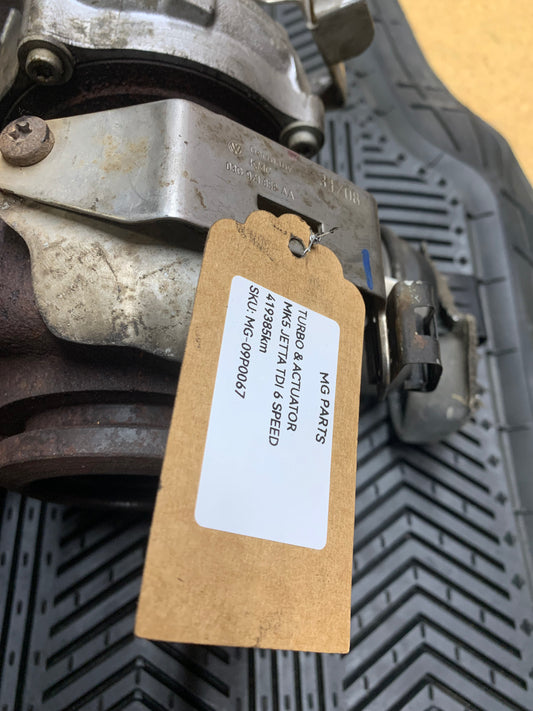 MG PARTS
TURBO & ACTUATOR
MK5 JETTA TDI 6 SPEED
419385km
SKU: MG-09P0067